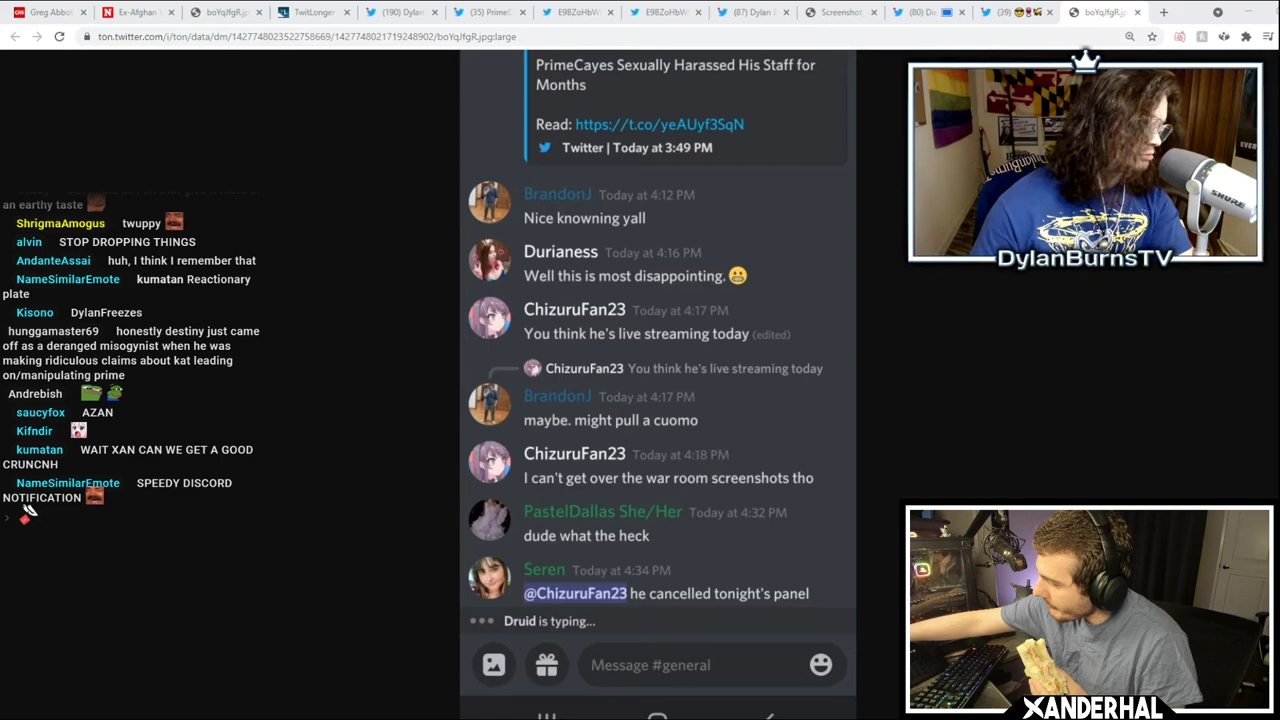 Greg Abbot
Ex-Afghan V
boYqJfgR.jp
TwitLonger
(190) Dylan
(35) PrimeC
E98ZoHbW
E98ZoHbW
(87) Dylan B
Screenshot
(80) Di
(39)
boYqJfgR.jp
ton.twitter.com/i/ton/data/dm/1427748023522758669/1427748021719248902/boYqJfgR.jpg:large
PrimeCayes Sexually Harassed His Staff for
Months
Read: https://t.co/yeAUyf3SqN
Twitter | Today at 3:49 PM
BrandonJ Today at 4:12 PM
Nice knowning yall
Durianess Today at 4:16 PM
Well this is most disappointing. 😬
ChizuruFan23 Today at 4:17 PM
You think he's live streaming today (edited)
ChizuruFan23 You think he's live streaming today
BrandonJ Today at 4:17 PM
maybe. might pull a cuomo
ChizuruFan23 Today at 4:18 PM
I can't get over the war room screenshots tho
PastelDallas She/Her Today at 4:32 PM
dude what the heck
Seren Today at 4:34 PM
@ChizuruFan23 he cancelled tonight's panel
Druid is typing...
Message #general
an earthy taste
ShrigmaAmogus twuppy
alvin STOP DROPPING THINGS
AndanteAssai huh, I think I remember that
NameSimilarEmote kumatan Reactionary
plate
Kisono DylanFreezes
hunggamaster69 honestly destiny just came
off as a deranged misogynist when he was
making ridiculous claims about kat leading
on/manipulating prime
Andrebish
saucyfox AZAN
Kifndir
kumatan WAIT XAN CAN WE GET A GOOD
CRUNCNH
NameSimilarEmote SPEEDY DISCORD
NOTIFICATION
SHURE
DYLANBURNSTV
XANDERHAL